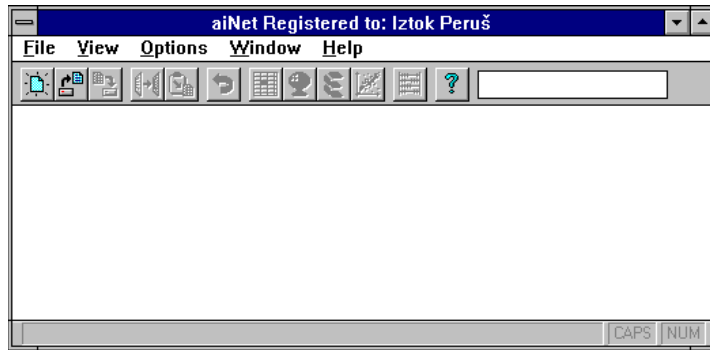 aiNet Registered to: Iztok Peruš
File View Options Window Help
?
CAPS NUM